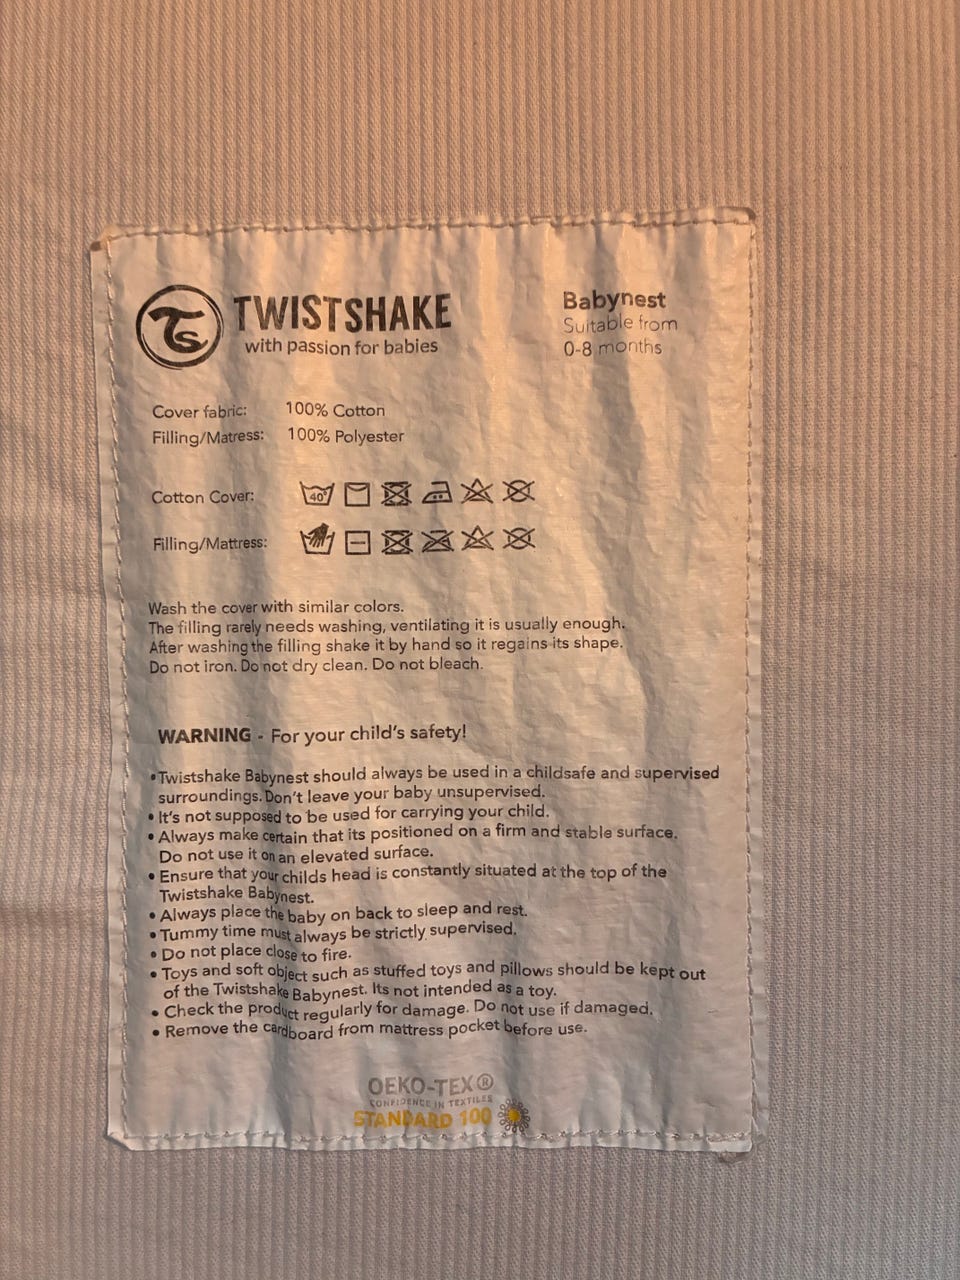 TWISTSHAKE
with passion for babies
Babynest
Suitable from
0-8 months
Cover fabric: 100% Cotton
Filling/Matress: 100% Polyester
Cotton Cover: 40°
Filling/Mattress:
Wash the cover with similar colors.
The filling rarely needs washing, ventilating it is usually enough.
After washing the filling shake it by hand so it regains its shape.
Do not iron. Do not dry clean. Do not bleach.
WARNING - For your child's safety!
•Twistshake Babynest should always be used in a childsafe and supervised
surroundings. Don't leave your baby unsupervised.
• It's not supposed to be used for carrying your child.
• Always make certain that its positioned on a firm and stable surface.
Do not use it on an elevated surface.
• Ensure that your childs head is constantly situated at the top of the
Twistshake Babynest.
• Always place the baby on back to sleep and rest.
• Tummy time must always be strictly supervised.
• Do not place close to fire.
• Toys and soft object such as stuffed toys and pillows should be kept out
of the Twistshake Babynest. Its not intended as a toy.
• Check the product regularly for damage. Do not use if damaged.
• Remove the cardboard from mattress pocket before use.
OEKO-TEX®
CONFIDENCE IN TEXTILES
STANDARD 100